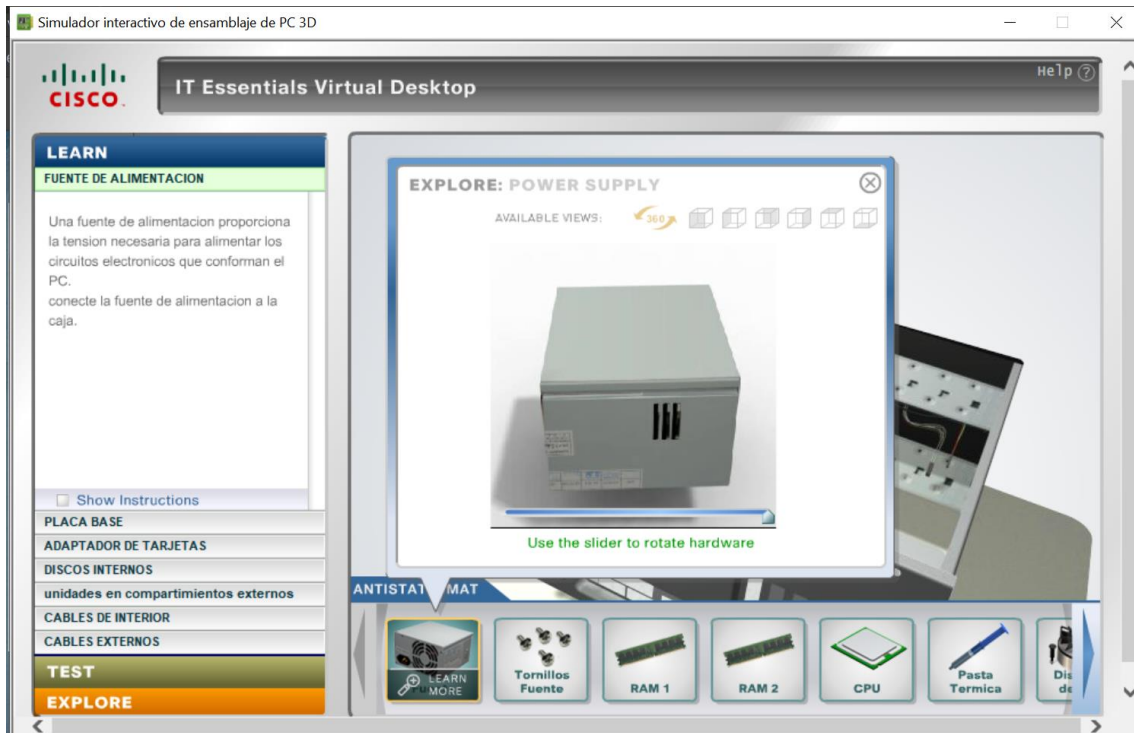 Simulador interactivo de ensamblaje de PC 3D
CISCO.
IT Essentials Virtual Desktop
Help ?
LEARN
FUENTE DE ALIMENTACION
Una fuente de alimentacion proporciona
la tension necesaria para alimentar los
circuitos electronicos que conforman el
PC.
conecte la fuente de alimentacion a la
caja.
Show Instructions
PLACA BASE
ADAPTADOR DE TARJETAS
DISCOS INTERNOS
unidades en compartimientos externos
CABLES DE INTERIOR
CABLES EXTERNOS
TEST
EXPLORE
EXPLORE: POWER SUPPLY
AVAILABLE VIEWS:
360
Use the slider to rotate hardware
MAT
LEARN
MORE
Tornillos
Fuente
RAM 1
RAM 2
CPU
Pasta
Termica